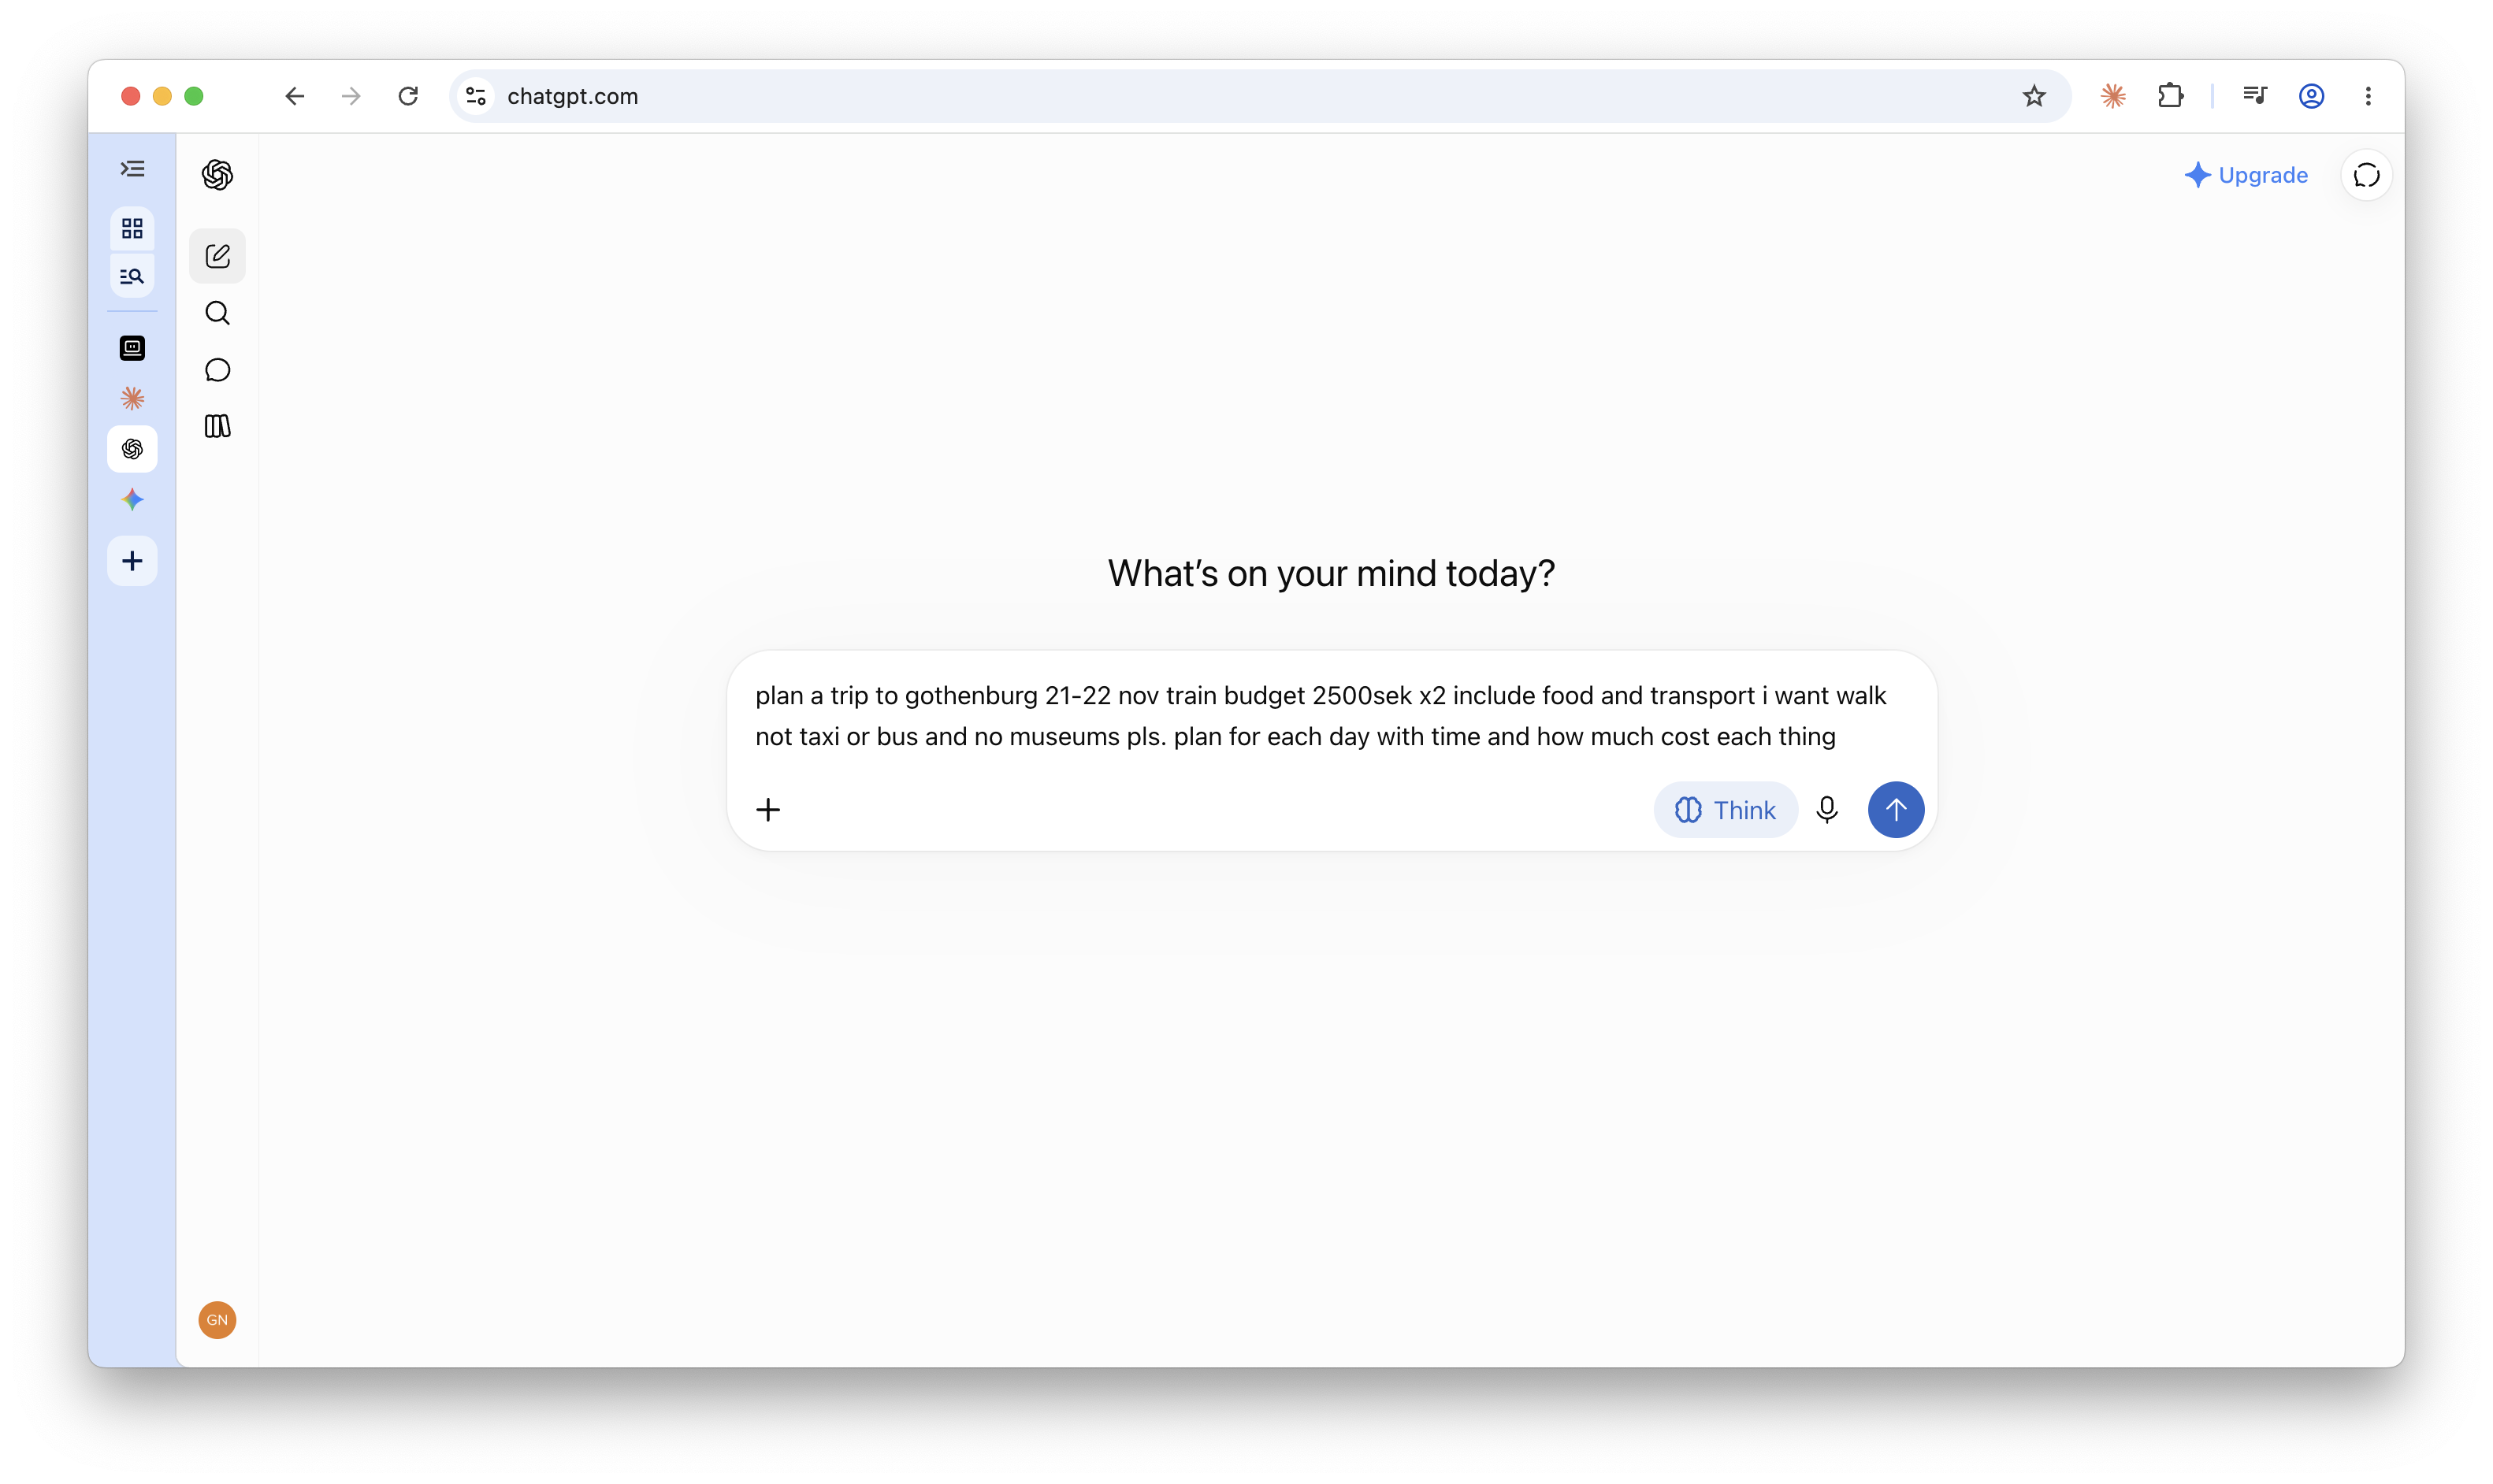 chatgpt.com
Upgrade
What's on your mind today?
plan a trip to gothenburg 21-22 nov train budget 2500sek x2 include food and transport i want walk
not taxi or bus and no museums pls. plan for each day with time and how much cost each thing
Think
GN